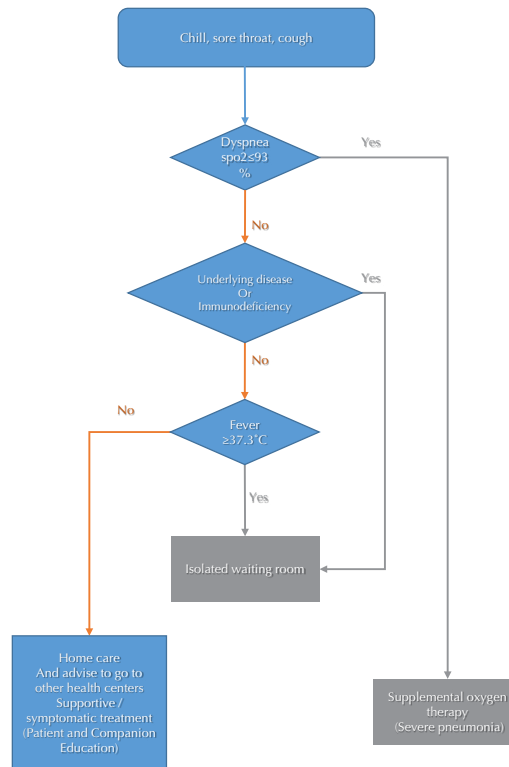 Chill, sore throat, cough
Dyspnea
spo2≤93
%
Yes
No
Underlying disease
Or
Immunodeficiency
Yes
No
No
Fever
≥37.3˚C
Yes
Isolated waiting room
Home care
And advise to go to
other health centers
Supportive /
symptomatic treatment
(Patient and Companion
Education)
Supplemental oxygen
therapy
(Severe pneumonia)